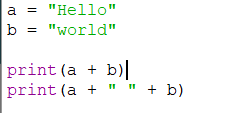 a = "Hello"
b = "world"
print(a + b)
print(a + " " + b)